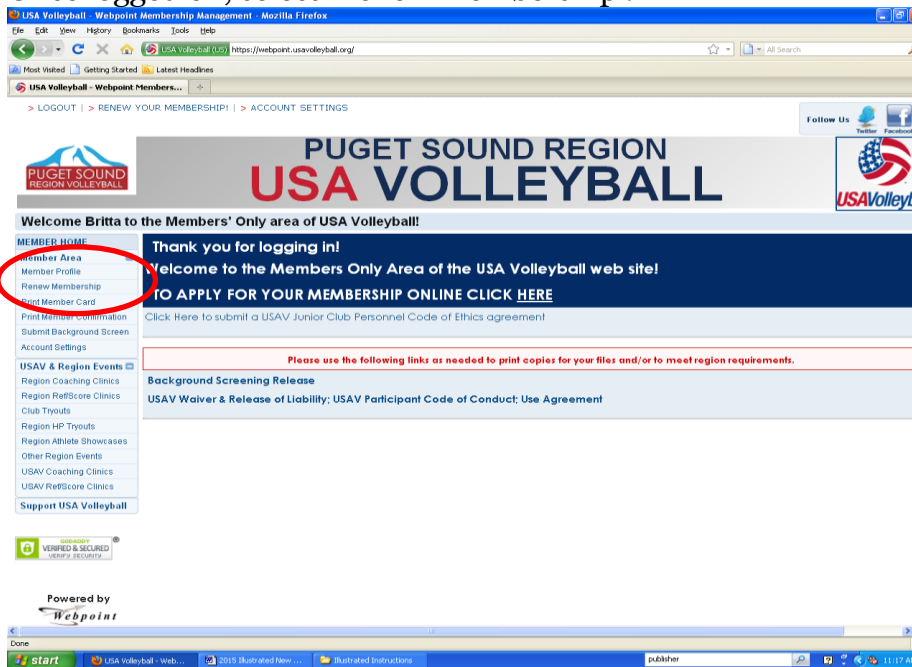 USA Volleyball - Webpoint Membership Management - Mozilla Firefox
File Edit View History Bookmarks Tools Help
USA Volleyball (US) https://webpoint.usavolleyball.org/ All Search
Most Visited Getting Started Latest Headlines
USA Volleyball - Webpoint Members...
> LOGOUT | > RENEW YOUR MEMBERSHIP! | > ACCOUNT SETTINGS
Follow Us
Twitter Facebook
PUGET SOUND
REGION VOLLEYBALL
PUGET SOUND REGION
USA VOLLEYBALL
USAVolleyb
Welcome Britta to the Members' Only area of USA Volleyball!
MEMBER HOME
Member Area
Member Profile
Renew Membership
Print Member Card
Print Member Confirmation
Submit Background Screen
Account Settings
USAV & Region Events
Region Coaching Clinics
Region Ref/Score Clinics
Club Tryouts
Region HP Tryouts
Region Athlete Showcases
Other Region Events
USAV Coaching Clinics
USAV Ref/Score Clinics
Support USA Volleyball
Thank you for logging in!
Welcome to the Members Only Area of the USA Volleyball web site!
TO APPLY FOR YOUR MEMBERSHIP ONLINE CLICK HERE
Click Here to submit a USAV Junior Club Personnel Code of Ethics agreement
Please use the following links as needed to print copies for your files and/or to meet region requirements.
Background Screening Release
USAV Waiver & Release of Liability; USAV Participant Code of Conduct; Use Agreement
GODADDY
VERIFIED & SECURED
VERIFY SECURITY
Powered by
Webpoint
Done
start USA Volleyball - Web... 2015 Illustrated New ... Illustrated Instructions publisher 11:17 A